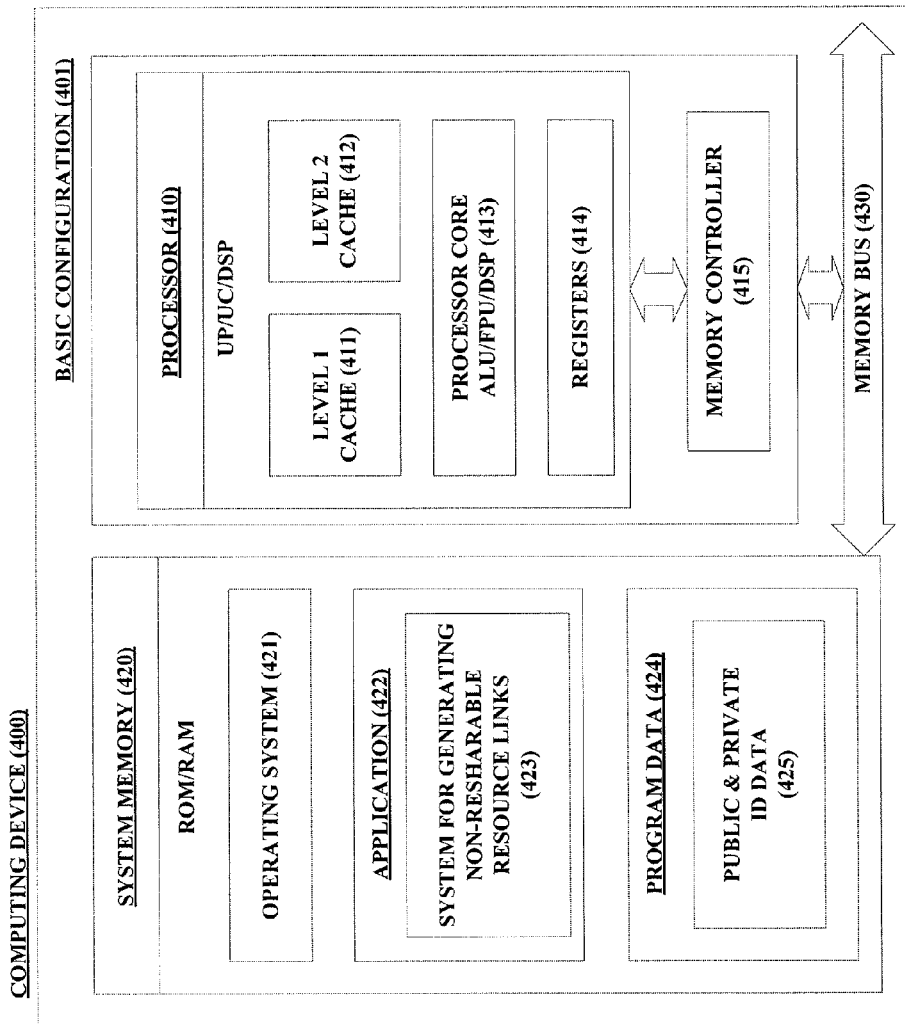 COMPUTING DEVICE (400)
SYSTEM MEMORY (420)
ROM/RAM
OPERATING SYSTEM (421)
APPLICATION (422)
SYSTEM FOR GENERATING
NON-RESHARABLE
RESOURCE LINKS
(423)
PROGRAM DATA (424)
PUBLIC & PRIVATE
ID DATA
(425)
BASIC CONFIGURATION (401)
PROCESSOR (410)
UP/UC/DSP
LEVEL 1
CACHE (411)
LEVEL 2
CACHE (412)
PROCESSOR CORE
ALU/FPU/DSP (413)
REGISTERS (414)
MEMORY CONTROLLER
(415)
MEMORY BUS (430)